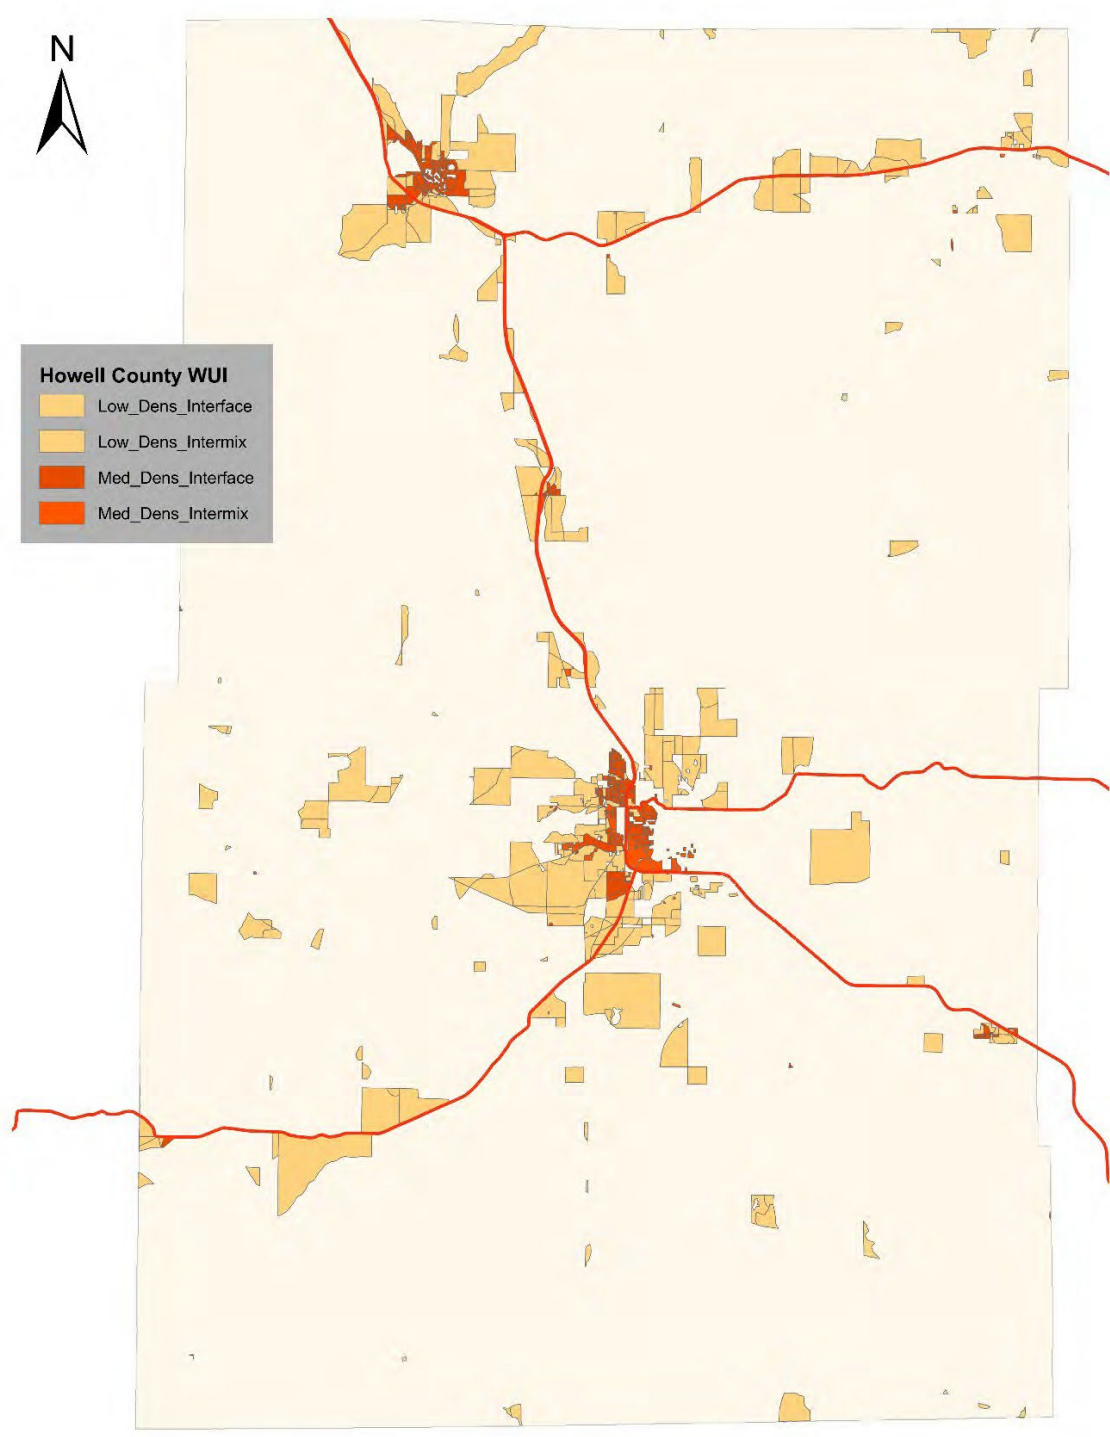 N
Howell County WUI
Low_Dens_Interface
Low_Dens_Intermix
Med_Dens_Interface
Med_Dens_Intermix